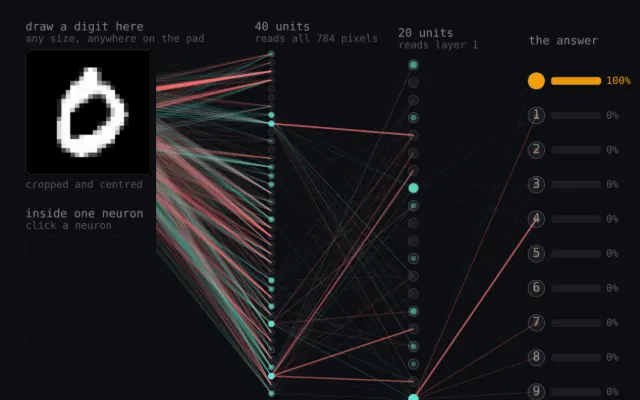 draw a digit here
any size, anywhere on the pad
40 units
reads all 784 pixels
20 units
reads layer 1
the answer
100%
1 0%
2 0%
3 0%
4 0%
5 0%
6 0%
7 0%
8 0%
9 0%
cropped and centred
inside one neuron
click a neuron